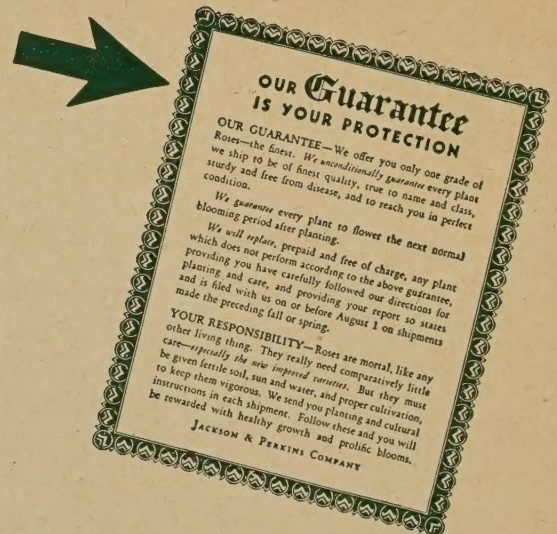 OUR Guarantee
IS YOUR PROTECTION
OUR GUARANTEE—We offer you only one grade of
Roses—the finest. We unconditionally guarantee every plant
we ship to be of finest quality, true to name and class,
sturdy and free from disease, and to reach you in perfect
condition.
We guarantee every plant to flower the next normal
blooming period after planting.
We will replace, prepaid and free of charge, any plant
which does not perform according to the above guarantee,
providing you have carefully followed our directions for
planting and care, and providing your report so states
and is filed with us on or before August 1 on shipments
made the preceding fall or spring.
YOUR RESPONSIBILITY—Roses are mortal, like any
other living thing. They really need comparatively little
care—especially the new improved varieties. But they must
be given fertile soil, sun and water, and proper cultivation,
to keep them vigorous. We send you planting and cultural
instructions in each shipment. Follow these and you will
be rewarded with healthy growth and prolific blooms.
JACKSON & PERKINS COMPANY